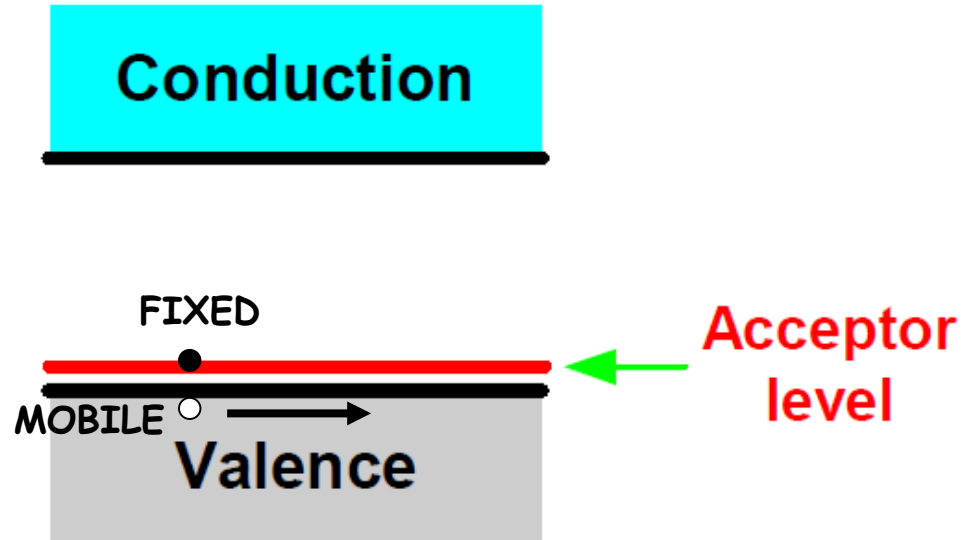 Conduction
FIXED
Acceptor
level
MOBILE
Valence